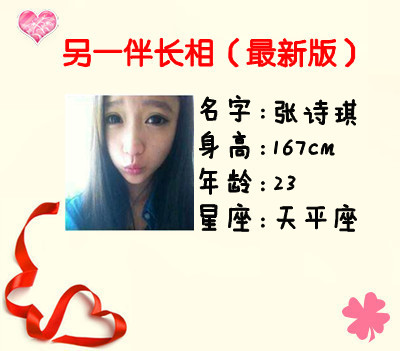 另一伴长相（最新版）
名字：张诗琪
身高：167cm
年龄：23
星座：天平座